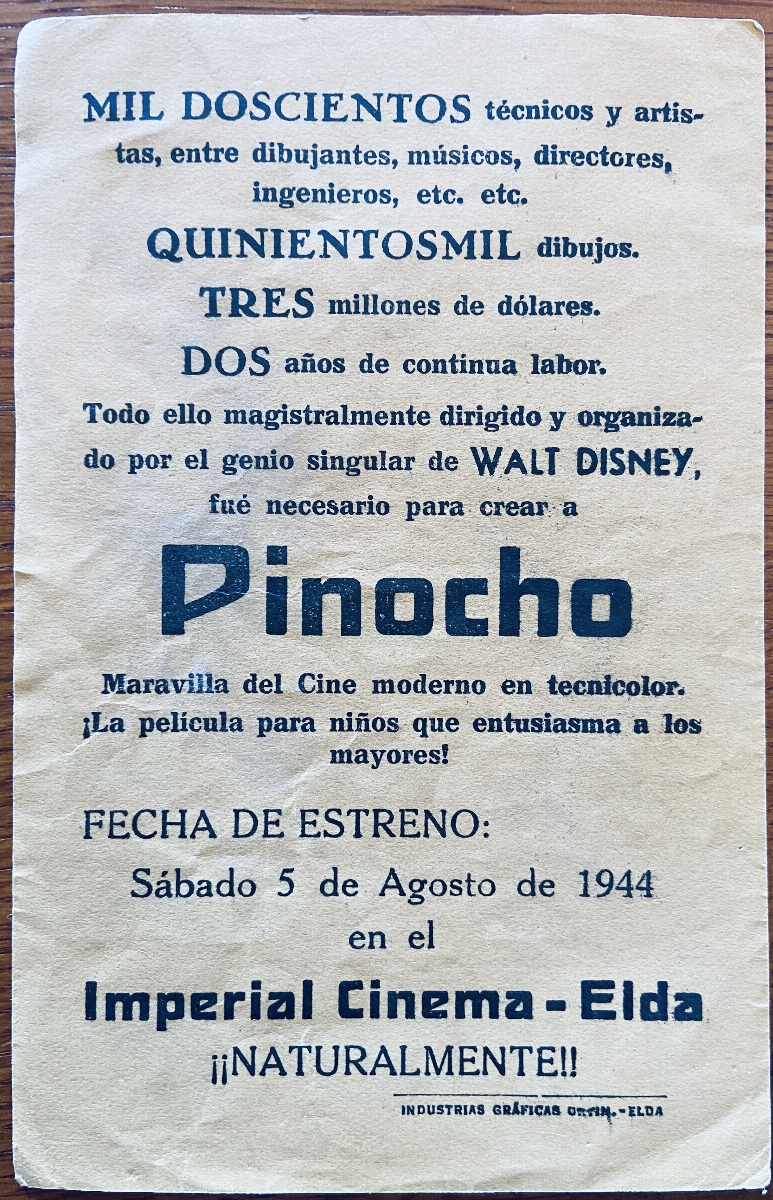 MIL DOSCIENTOS técnicos y artis-
tas, entre dibujantes, músicos, directores,
ingenieros, etc. etc.
QUINIENTOSMIL dibujos.
TRES millones de dólares.
DOS años de continua labor.
Todo ello magistralmente dirigido y organiza-
do por el genio singular de WALT DISNEY,
fué necesario para crear a
Pinocho
Maravilla del Cine moderno en tecnicolor.
¡La película para niños que entusiasma a los
mayores!
FECHA DE ESTRENO:
Sábado 5 de Agosto de 1944
en el
Imperial Cinema - Elda
¡¡NATURALMENTE!!
INDUSTRIAS GRÁFICAS -ELDA